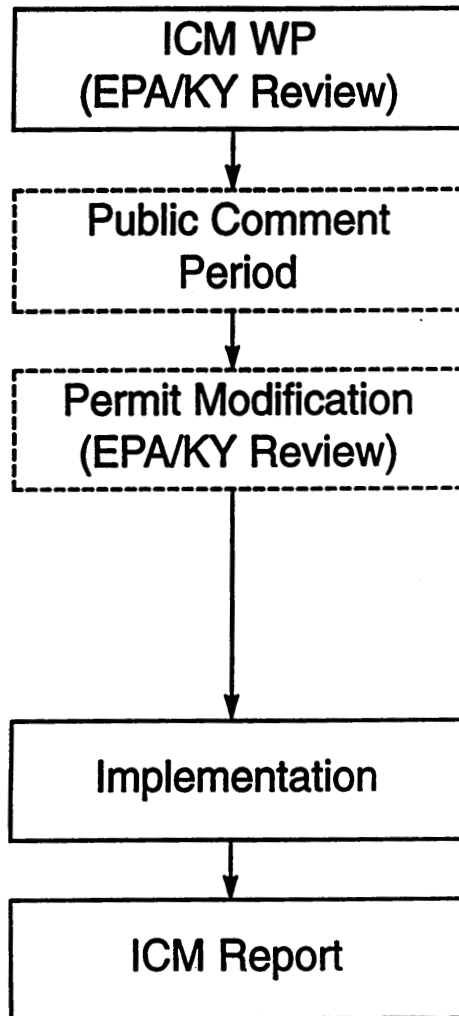 ICM WP
(EPA/KY Review)
Public Comment
Period
Permit Modification
(EPA/KY Review)
Implementation
ICM Report